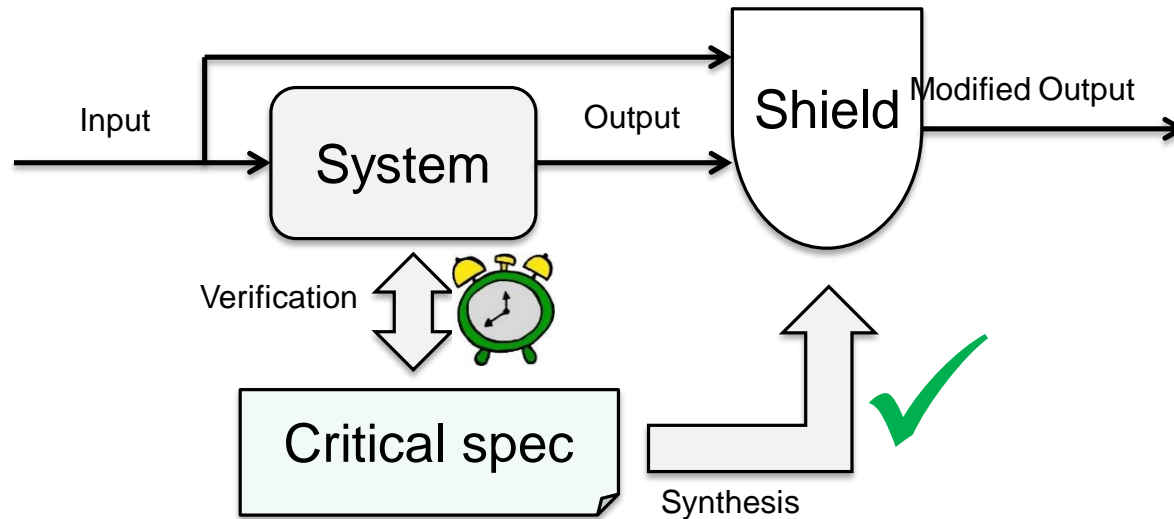 Input
System
Output
Shield
Modified Output
Verification
Critical spec
Synthesis